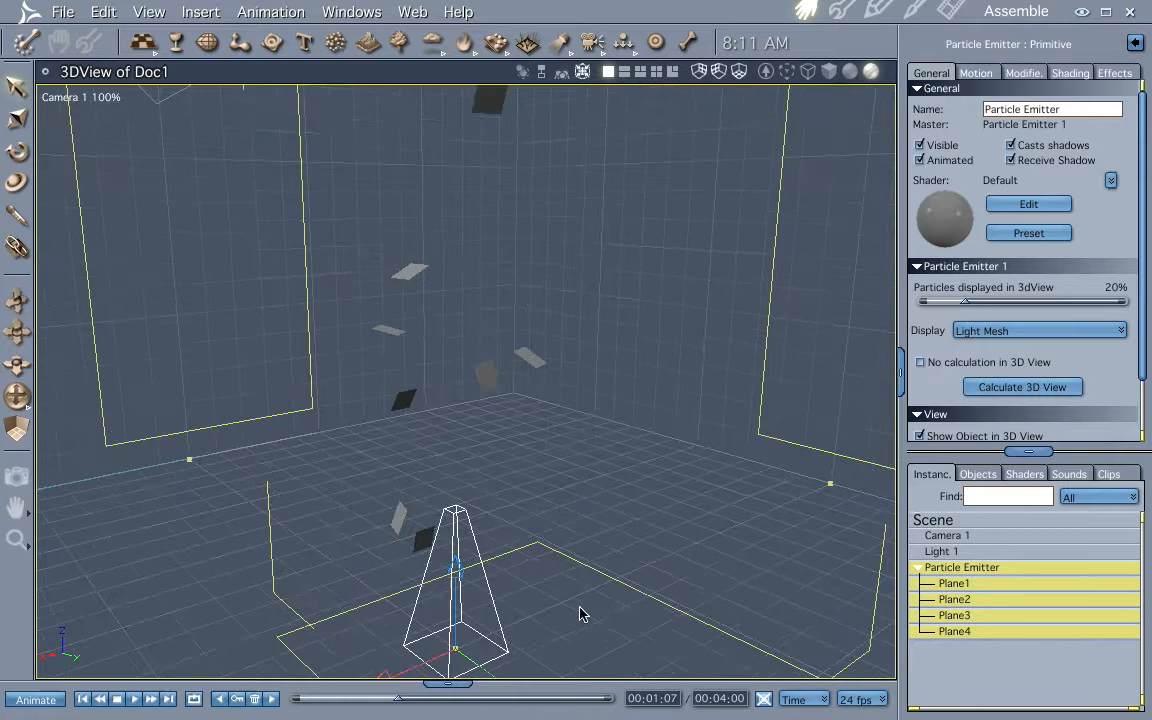 File Edit View Insert Animation Windows Web Help Assemble
8:11 AM
Particle Emitter : Primitive
3DView of Doc1
General Motion Modifie. Shading Effects
Camera 1 100%
General
Name: Particle Emitter
Master: Particle Emitter 1
Visible Casts shadows
Animated Receive Shadow
Shader: Default
Edit
Preset
Particle Emitter 1
Particles displayed in 3dView 20%
Display Light Mesh
No calculation in 3D View
Calculate 3D View
View
Show Object in 3D View
Instanc. Objects Shaders Sounds Clips
Find: All
Scene
Camera 1
Light 1
Particle Emitter
Plane1
Plane2
Plane3
Plane4
Z
X
Y
Animate 00:01:07 / 00:04:00 Time 24 fps